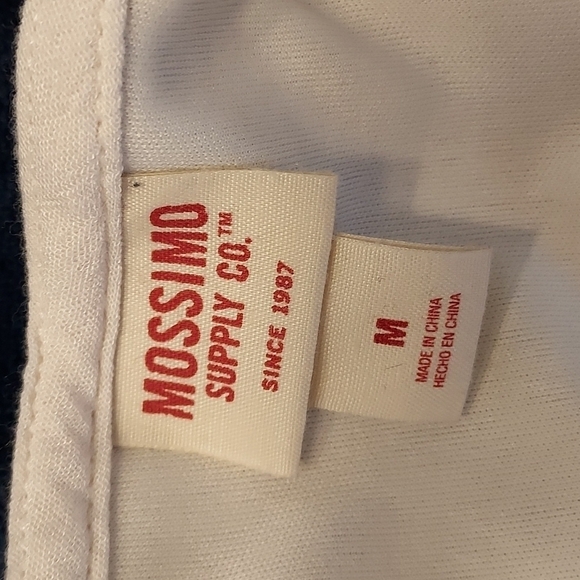 MOSSIMO
SUPPLY CO.™
SINCE 1987
M
MADE IN CHINA
HECHO EN CHINA